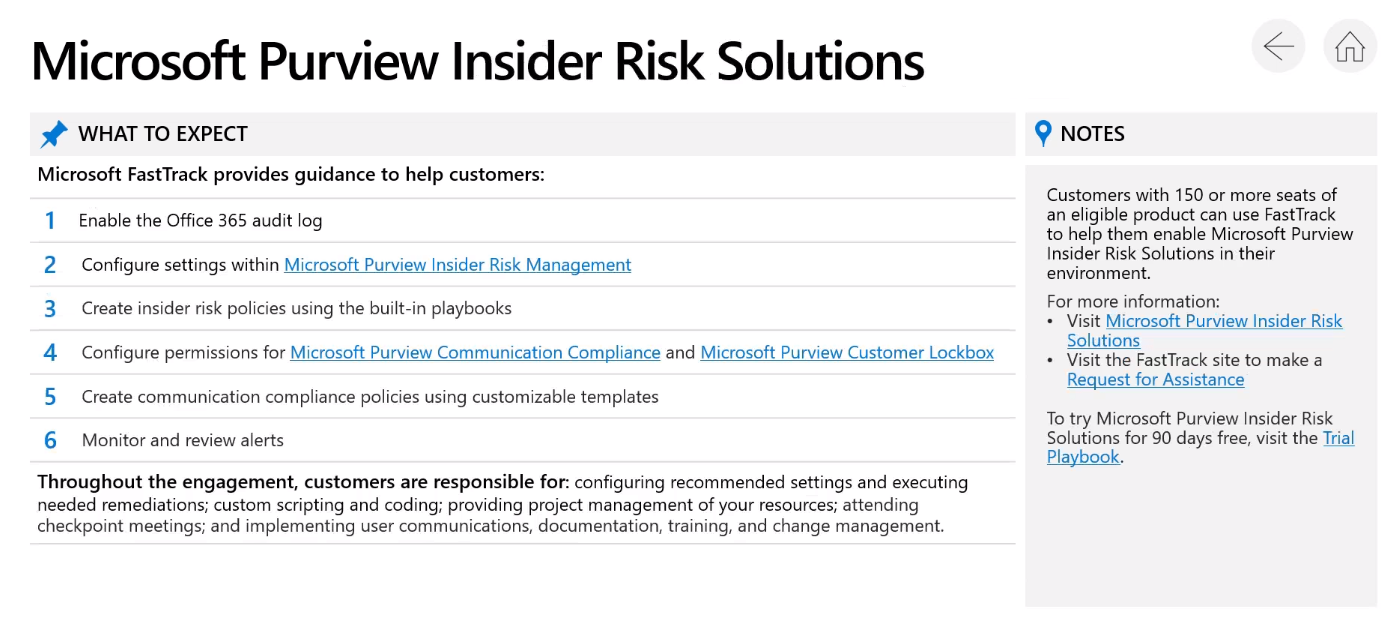 Microsoft Purview Insider Risk Solutions
WHAT TO EXPECT
Microsoft FastTrack provides guidance to help customers:
1 Enable the Office 365 audit log
2 Configure settings within Microsoft Purview Insider Risk Management
3 Create insider risk policies using the built-in playbooks
4 Configure permissions for Microsoft Purview Communication Compliance and Microsoft Purview Customer Lockbox
5 Create communication compliance policies using customizable templates
6 Monitor and review alerts
Throughout the engagement, customers are responsible for: configuring recommended settings and executing
needed remediations; custom scripting and coding; providing project management of your resources; attending
checkpoint meetings; and implementing user communications, documentation, training, and change management.
NOTES
Customers with 150 or more seats of
an eligible product can use FastTrack
to help them enable Microsoft Purview
Insider Risk Solutions in their
environment.
For more information:
• Visit Microsoft Purview Insider Risk
Solutions
• Visit the FastTrack site to make a
Request for Assistance
To try Microsoft Purview Insider Risk
Solutions for 90 days free, visit the Trial
Playbook.